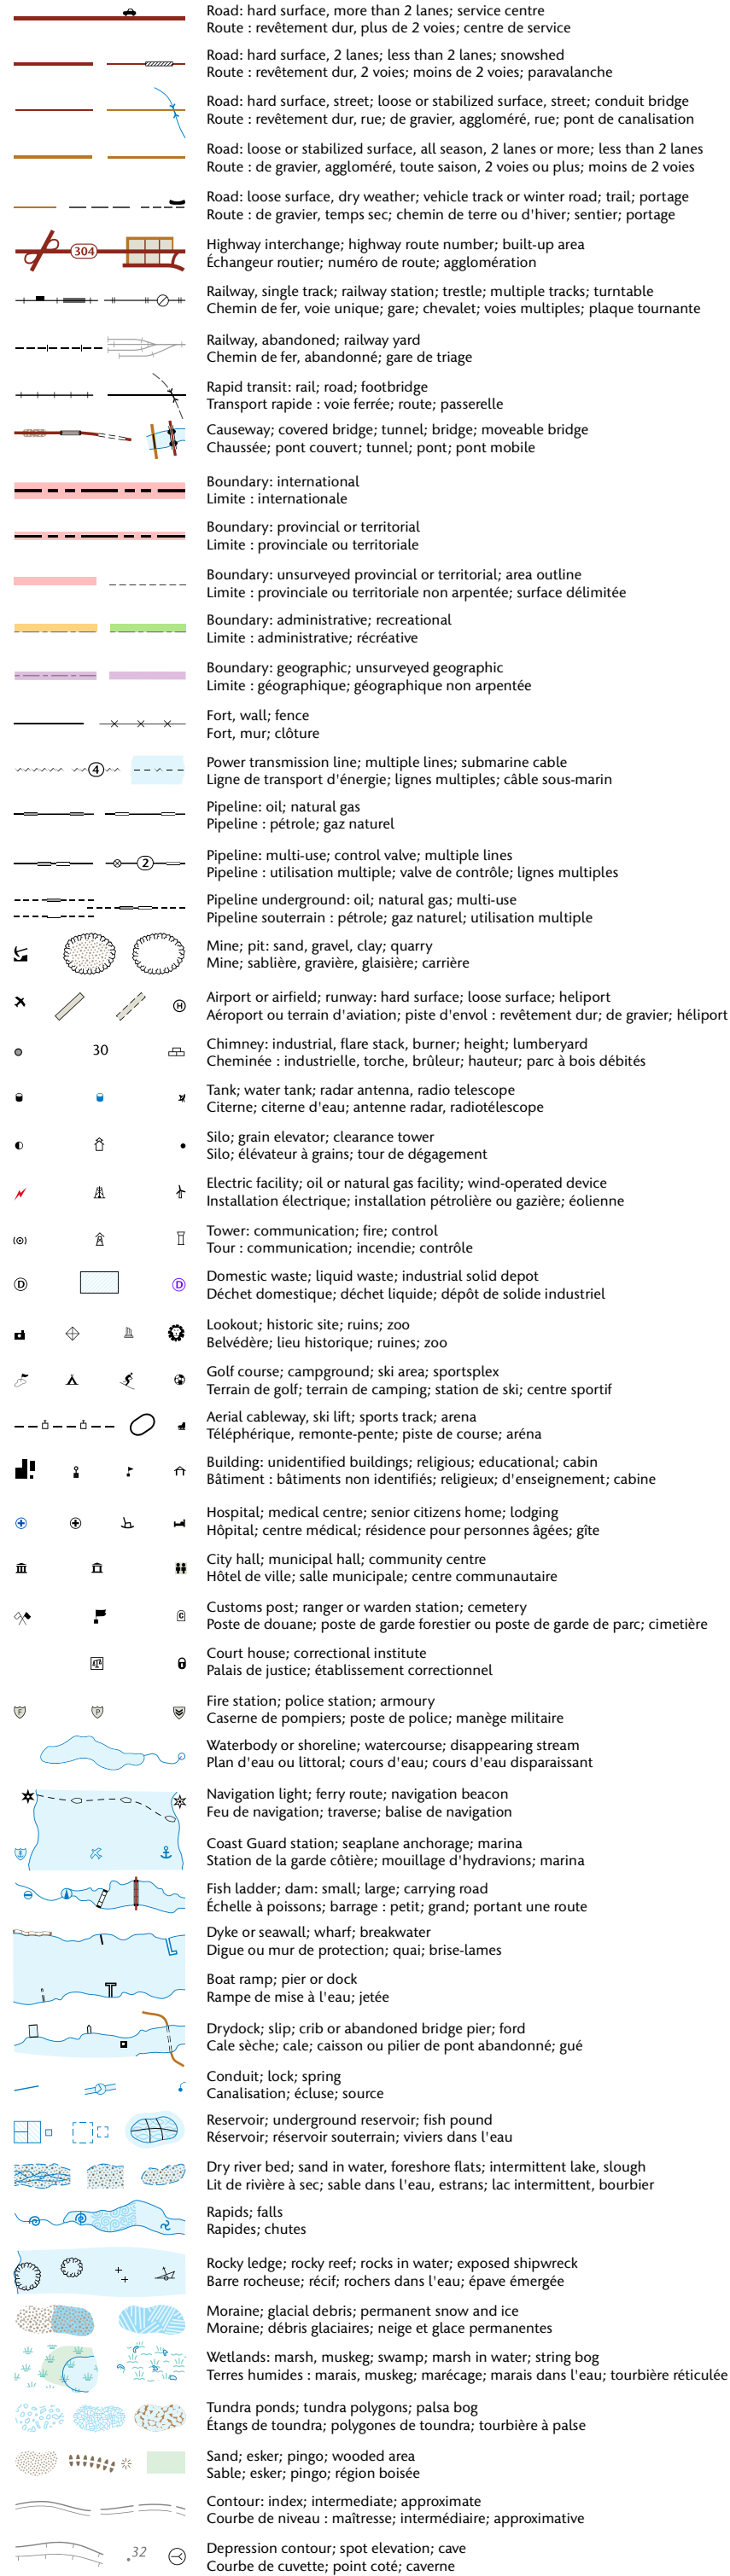 Road: hard surface, more than 2 lanes; service centre
Route : revêtement dur, plus de 2 voies; centre de service
Road: hard surface, 2 lanes; less than 2 lanes; snowshed
Route : revêtement dur, 2 voies; moins de 2 voies; paravalanche
Road: hard surface, street; loose or stabilized surface, street; conduit bridge
Route : revêtement dur, rue; de gravier, aggloméré, rue; pont de canalisation
Road: loose or stabilized surface, all season, 2 lanes or more; less than 2 lanes
Route : de gravier, aggloméré, toute saison, 2 voies ou plus; moins de 2 voies
Road: loose surface, dry weather; vehicle track or winter road; trail; portage
Route : de gravier, temps sec; chemin de terre ou d'hiver; sentier; portage
304
Highway interchange; highway route number; built-up area
Échangeur routier; numéro de route; agglomération
Railway, single track; railway station; trestle; multiple tracks; turntable
Chemin de fer, voie unique; gare; chevalet; voies multiples; plaque tournante
Railway, abandoned; railway yard
Chemin de fer, abandonné; gare de triage
Rapid transit: rail; road; footbridge
Transport rapide : voie ferrée; route; passerelle
Causeway; covered bridge; tunnel; bridge; moveable bridge
Chaussée; pont couvert; tunnel; pont; pont mobile
Boundary: international
Limite : internationale
Boundary: provincial or territorial
Limite : provinciale ou territoriale
Boundary: unsurveyed provincial or territorial; area outline
Limite : provinciale ou territoriale non arpentée; surface délimitée
Boundary: administrative; recreational
Limite : administrative; récréative
Boundary: geographic; unsurveyed geographic
Limite : géographique; géographique non arpentée
Fort, wall; fence
Fort, mur; clôture
4
Power transmission line; multiple lines; submarine cable
Ligne de transport d'énergie; lignes multiples; câble sous-marin
Pipeline: oil; natural gas
Pipeline : pétrole; gaz naturel
2
Pipeline: multi-use; control valve; multiple lines
Pipeline : utilisation multiple; valve de contrôle; lignes multiples
Pipeline underground: oil; natural gas; multi-use
Pipeline souterrain : pétrole; gaz naturel; utilisation multiple
Mine; pit: sand, gravel, clay; quarry
Mine; sablière, gravière, glaisière; carrière
H
Airport or airfield; runway: hard surface; loose surface; heliport
Aéroport ou terrain d'aviation; piste d'envol : revêtement dur; de gravier; héliport
30
Chimney: industrial, flare stack, burner; height; lumberyard
Cheminée : industrielle, torche, brûleur; hauteur; parc à bois débités
Tank; water tank; radar antenna, radio telescope
Citerne; citerne d'eau; antenne radar, radiotélescope
Silo; grain elevator; clearance tower
Silo; élévateur à grains; tour de dégagement
Electric facility; oil or natural gas facility; wind-operated device
Installation électrique; installation pétrolière ou gazière; éolienne
Tower: communication; fire; control
Tour : communication; incendie; contrôle
D D
Domestic waste; liquid waste; industrial solid depot
Déchet domestique; déchet liquide; dépôt de solide industriel
Lookout; historic site; ruins; zoo
Belvédère; lieu historique; ruines; zoo
Golf course; campground; ski area; sportsplex
Terrain de golf; terrain de camping; station de ski; centre sportif
Aerial cableway, ski lift; sports track; arena
Téléphérique, remonte-pente; piste de course; aréna
Building: unidentified buildings; religious; educational; cabin
Bâtiment : bâtiments non identifiés; religieux; d'enseignement; cabine
Hospital; medical centre; senior citizens home; lodging
Hôpital; centre médical; résidence pour personnes âgées; gîte
City hall; municipal hall; community centre
Hôtel de ville; salle municipale; centre communautaire
C
Customs post; ranger or warden station; cemetery
Poste de douane; poste de garde forestier ou poste de garde de parc; cimetière
Court house; correctional institute
Palais de justice; établissement correctionnel
F P
Fire station; police station; armoury
Caserne de pompiers; poste de police; manège militaire
Waterbody or shoreline; watercourse; disappearing stream
Plan d'eau ou littoral; cours d'eau; cours d'eau disparaissant
Navigation light; ferry route; navigation beacon
Feu de navigation; traverse; balise de navigation
Coast Guard station; seaplane anchorage; marina
Station de la garde côtière; mouillage d'hydravions; marina
Fish ladder; dam: small; large; carrying road
Échelle à poissons; barrage : petit; grand; portant une route
Dyke or seawall; wharf; breakwater
Digue ou mur de protection; quai; brise-lames
Boat ramp; pier or dock
Rampe de mise à l'eau; jetée
Drydock; slip; crib or abandoned bridge pier; ford
Cale sèche; cale; caisson ou pilier de pont abandonné; gué
Conduit; lock; spring
Canalisation; écluse; source
Reservoir; underground reservoir; fish pound
Réservoir; réservoir souterrain; viviers dans l'eau
Dry river bed; sand in water, foreshore flats; intermittent lake, slough
Lit de rivière à sec; sable dans l'eau, estrans; lac intermittent, bourbier
Rapids; falls
Rapides; chutes
Rocky ledge; rocky reef; rocks in water; exposed shipwreck
Barre rocheuse; récif; rochers dans l'eau; épave émergée
Moraine; glacial debris; permanent snow and ice
Moraine; débris glaciaires; neige et glace permanentes
Wetlands: marsh, muskeg; swamp; marsh in water; string bog
Terres humides : marais, muskeg; marécage; marais dans l'eau; tourbière réticulée
Tundra ponds; tundra polygons; palsa bog
Étangs de toundra; polygones de toundra; tourbière à palse
Sand; esker; pingo; wooded area
Sable; esker; pingo; région boisée
Contour: index; intermediate; approximate
Courbe de niveau : maîtresse; intermédiaire; approximative
.32
Depression contour; spot elevation; cave
Courbe de cuvette; point coté; caverne